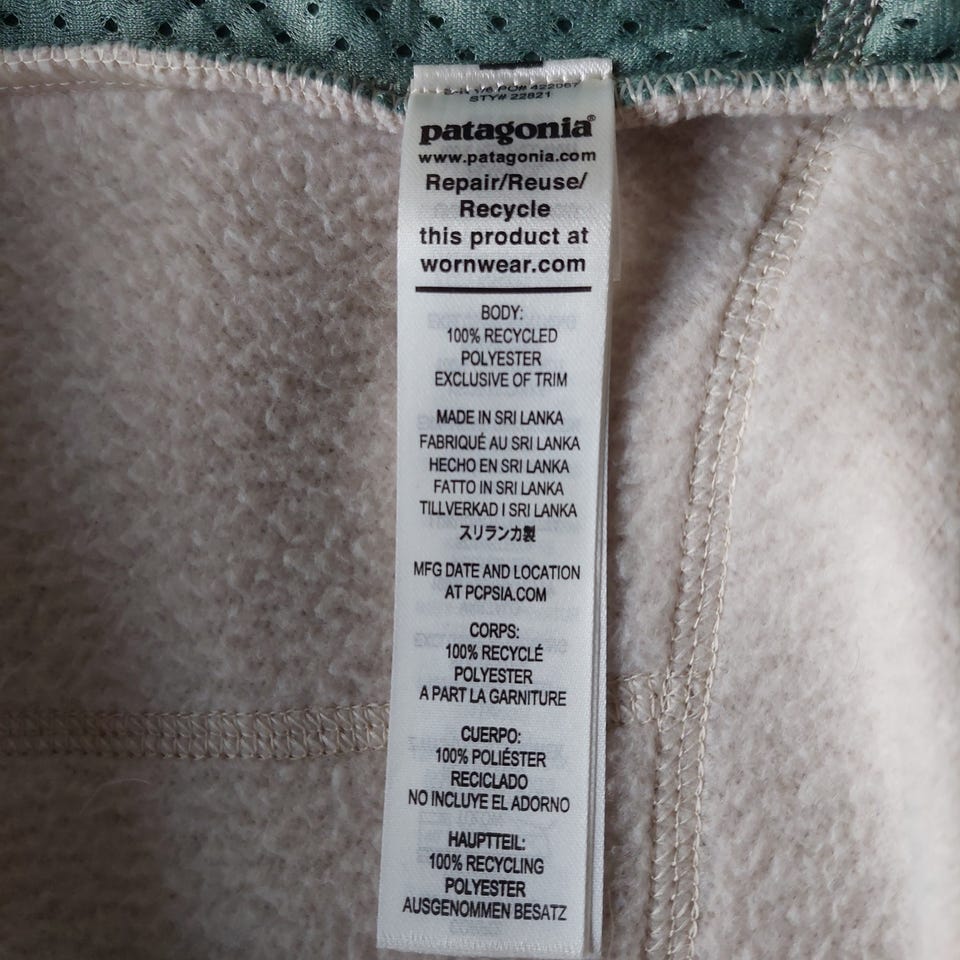 PO# 422067
STY# 22821
patagonia®
www.patagonia.com
Repair/Reuse/
Recycle
this product at
wornwear.com
BODY:
100% RECYCLED
POLYESTER
EXCLUSIVE OF TRIM
MADE IN SRI LANKA
FABRIQUÉ AU SRI LANKA
HECHO EN SRI LANKA
FATTO IN SRI LANKA
TILLVERKAD I SRI LANKA
スリランカ製
MFG DATE AND LOCATION
AT PCPSIA.COM
CORPS:
100% RECYCLÉ
POLYESTER
A PART LA GARNITURE
CUERPO:
100% POLIÉSTER
RECICLADO
NO INCLUYE EL ADORNO
HAUPTTEIL:
100% RECYCLING
POLYESTER
AUSGENOMMEN BESATZ